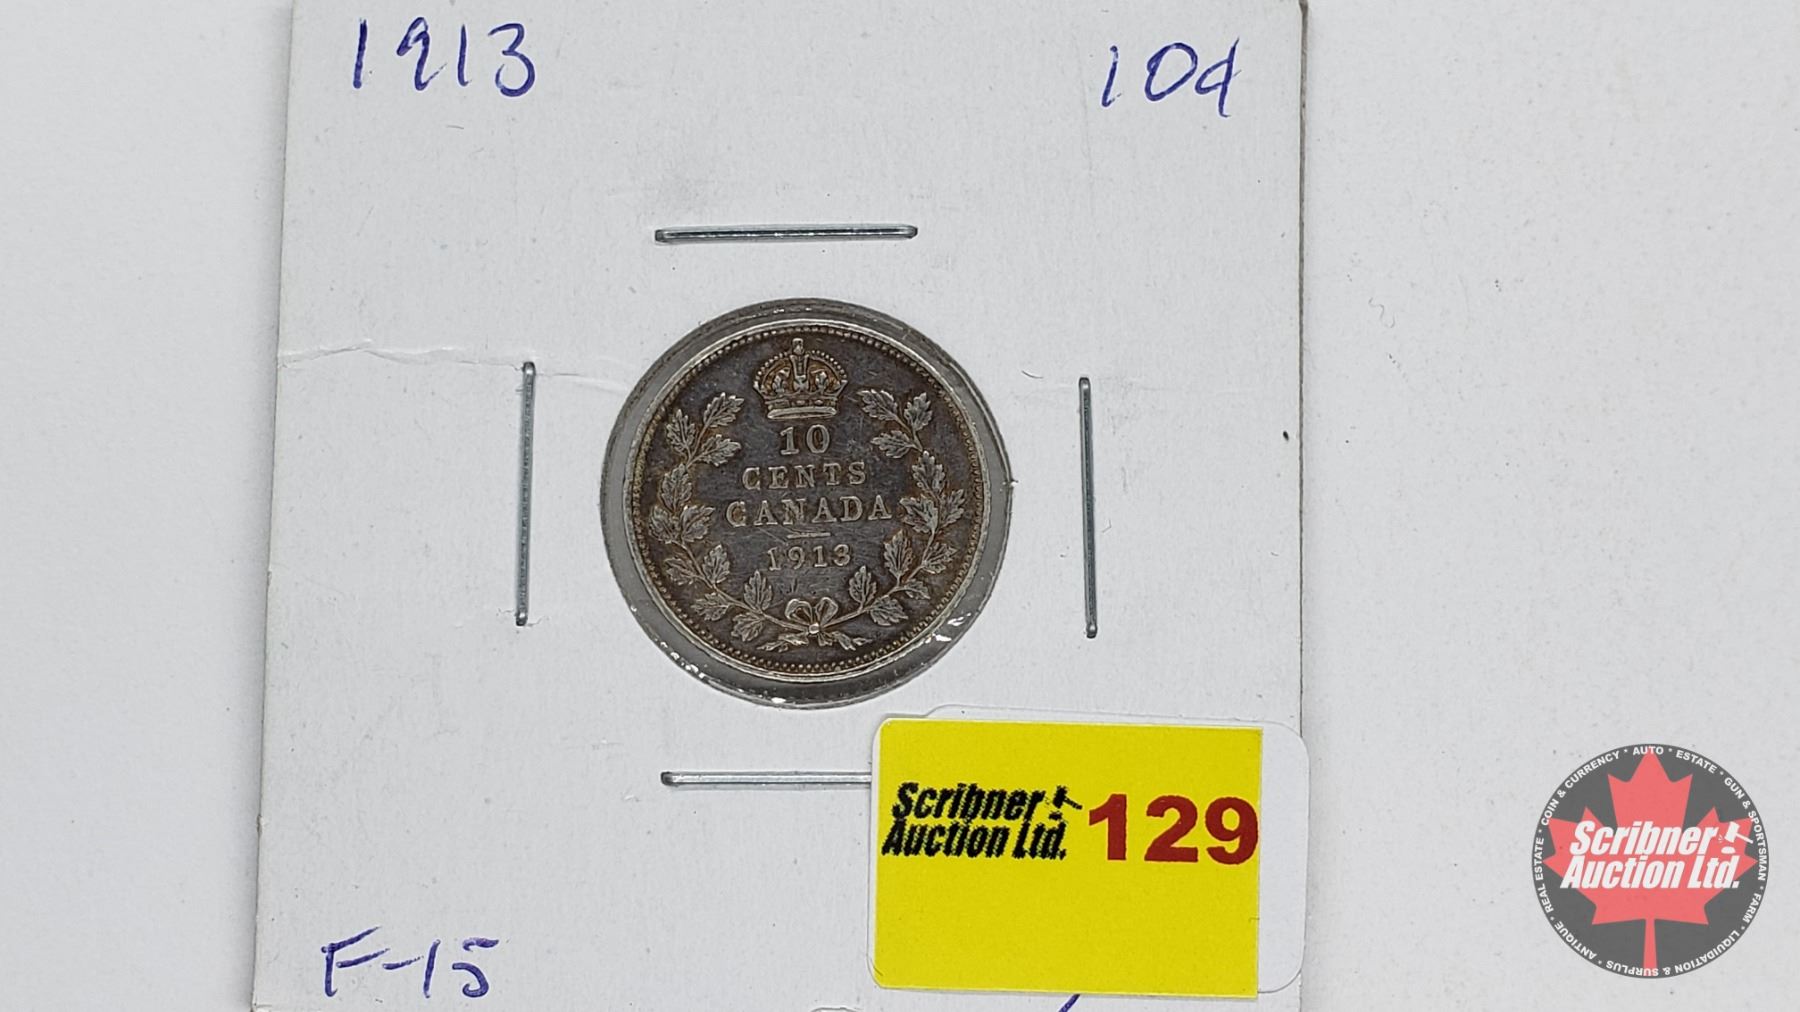 1913
10¢
10
CENTS
CANADA
1913
Scribner
Auction Ltd.
129
F-15
COIN & CURRENCY * AUTO * ESTATE * GUN & SPORTSMAN * FARM * LIQUIDATION & SURPLUS * ANTIQUE * REAL ESTATE *
Scribner
Auction Ltd.